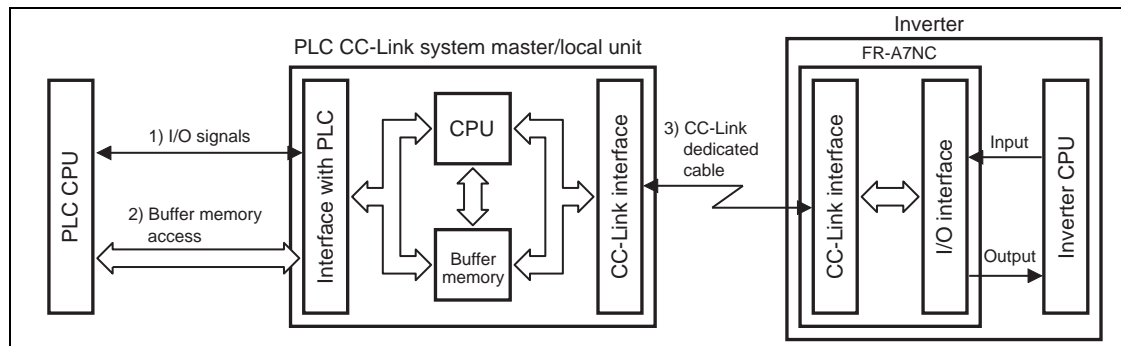 Inverter
PLC CC-Link system master/local unit
FR-A7NC
PLC CPU
1) I/O signals
2) Buffer memory
access
Interface with PLC
CPU
Buffer
memory
CC-Link interface
3) CC-Link
dedicated
cable
CC-Link interface
I/O interface
Input
Output
Inverter CPU